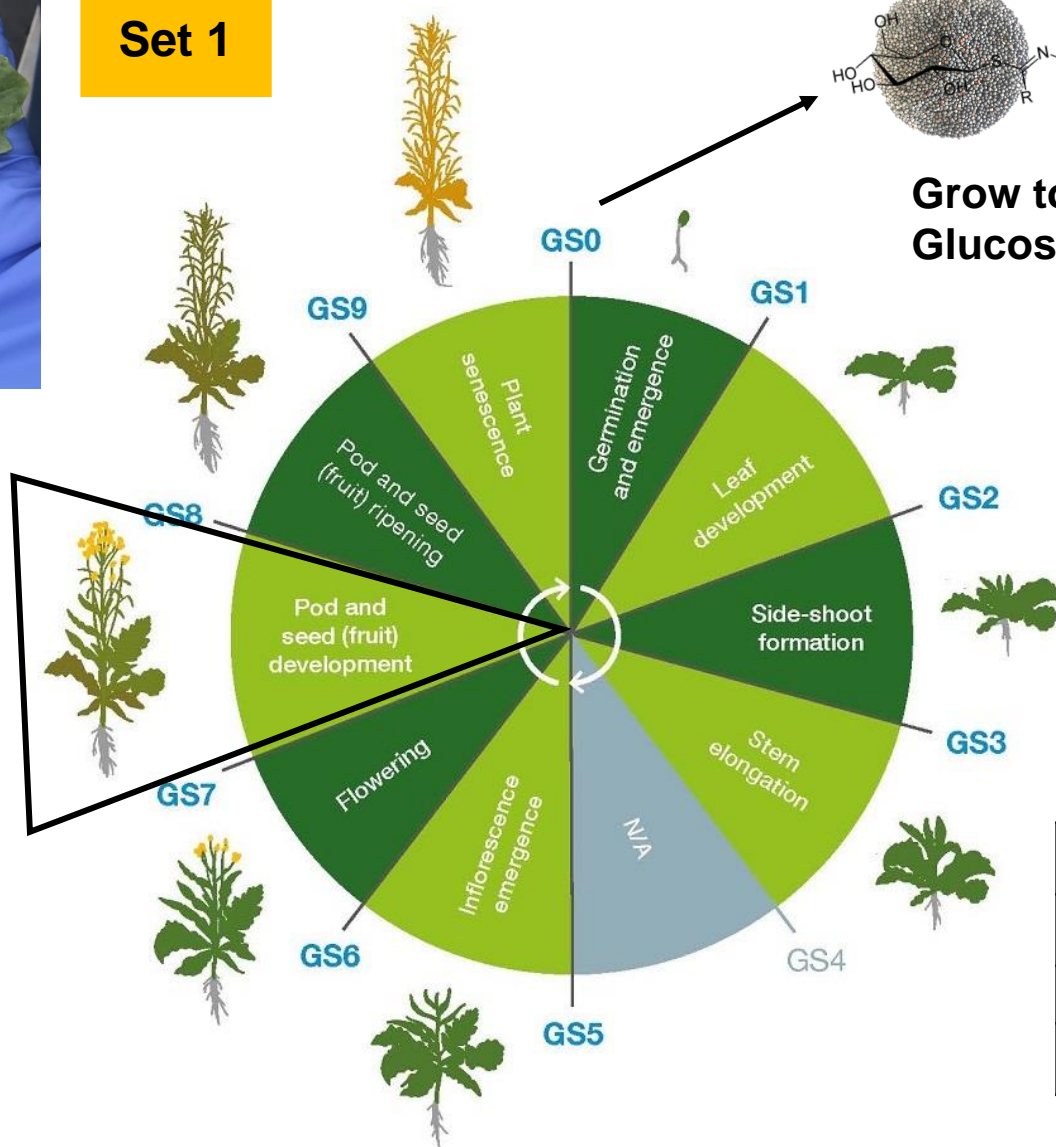 Set 1
OH
O
HO
HO
OH
S
N
R
Grow to
Glucos
GS0
GS1
GS2
GS3
GS4
GS5
GS6
GS7
GS8
GS9
Germination
and emergence
Leaf
development
Side-shoot
formation
Stem
elongation
N/A
Inflorescence
emergence
Flowering
Pod and
seed (fruit)
development
Pod and seed
(fruit) ripening
Plant
senescence